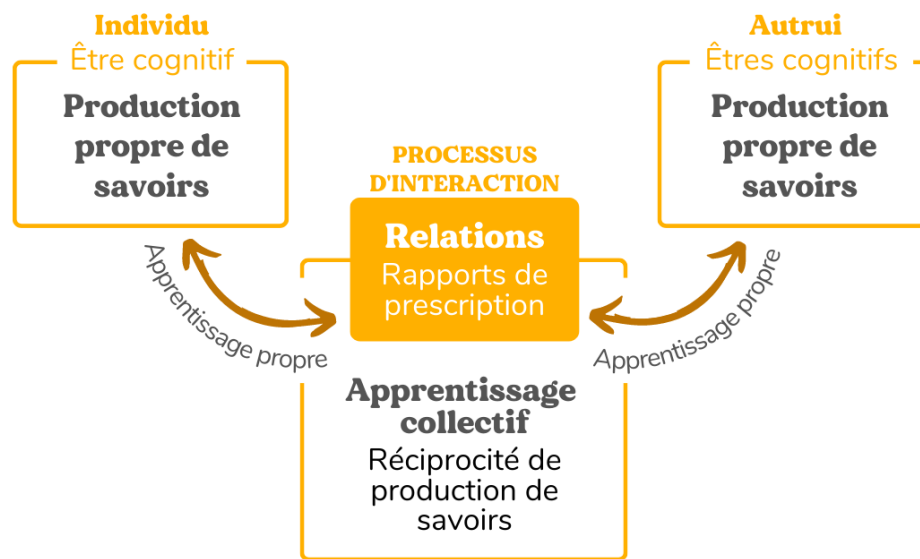 Individu
Être cognitif
Production
propre de
savoirs
Autrui
Êtres cognitifs
Production
propre de
savoirs
PROCESSUS
D'INTERACTION
Relations
Rapports de
prescription
Apprentissage propre
Apprentissage propre
Apprentissage
collectif
Réciprocité de
production de
savoirs